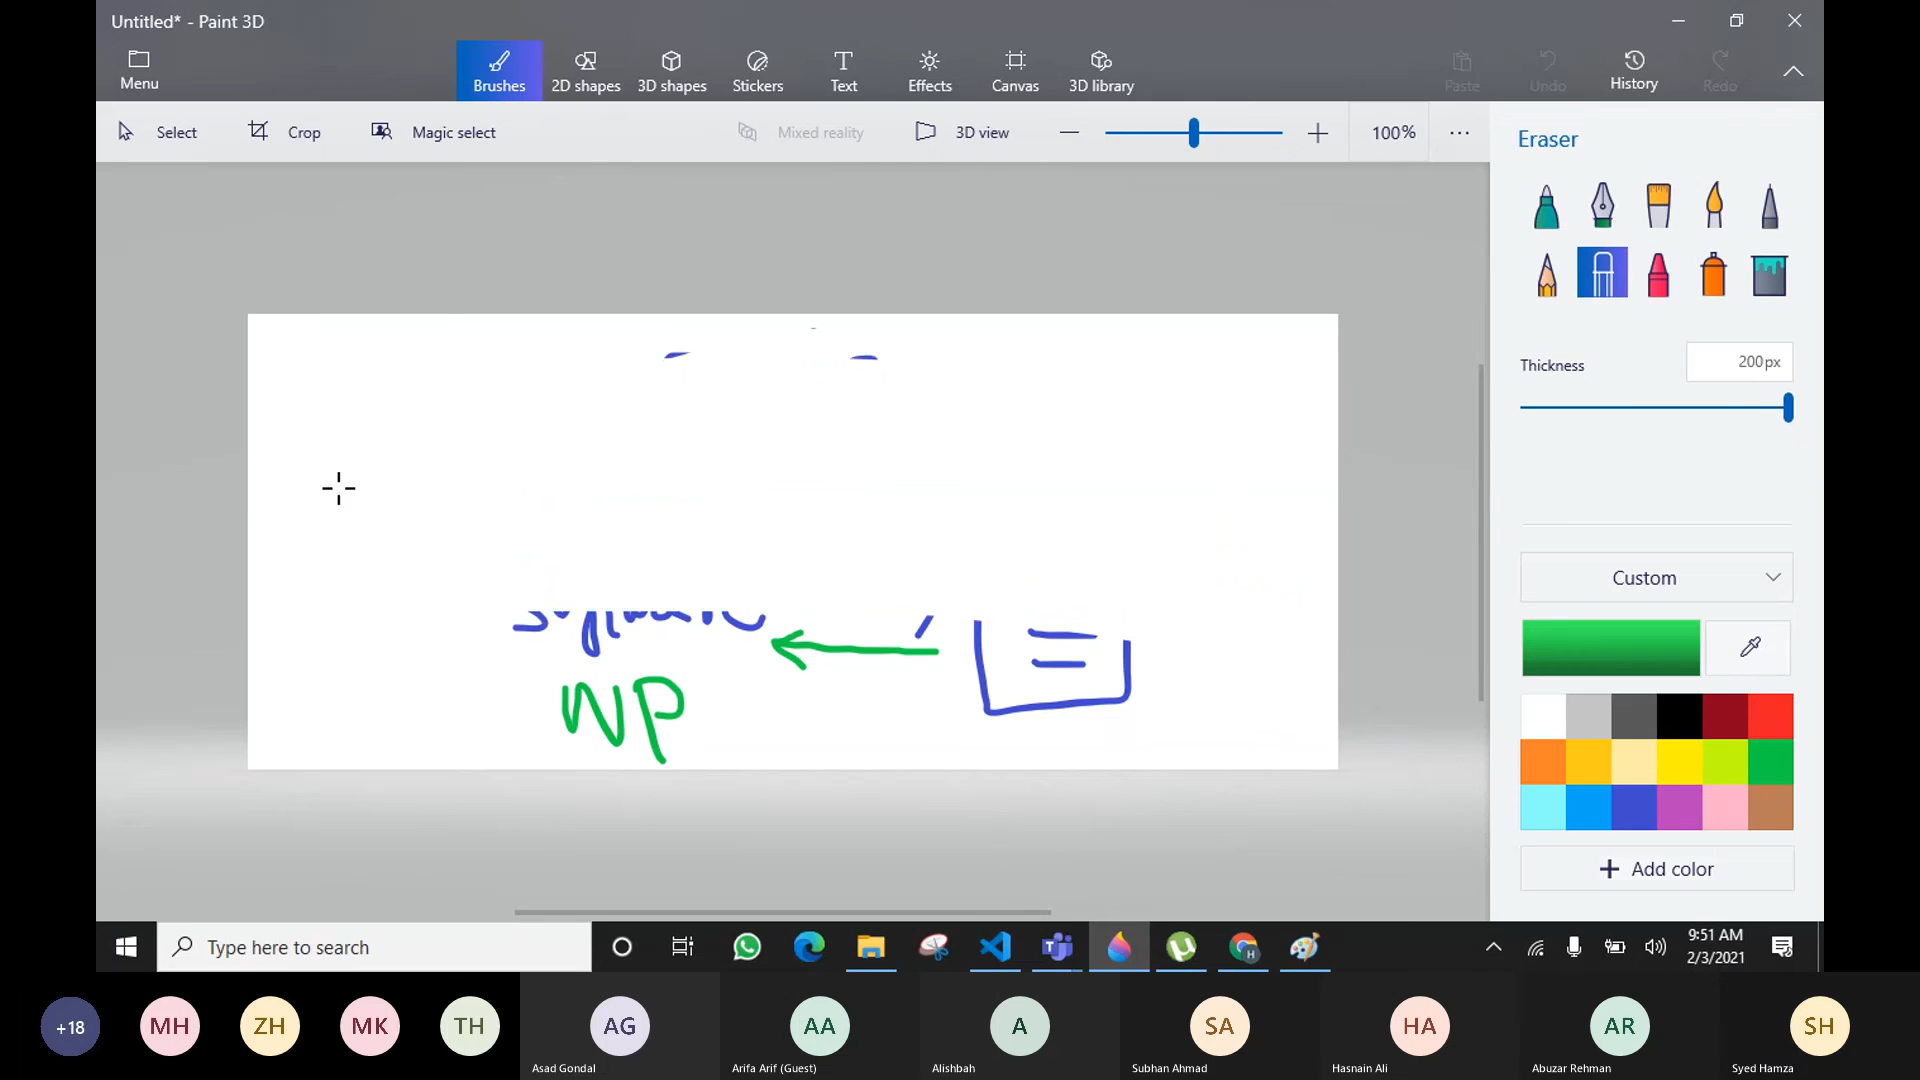 Untitled* - Paint 3D
Menu
Brushes
2D shapes
3D shapes
Stickers
Text
Effects
Canvas
3D library
Paste
Undo
History
Redo
Select
Crop
Magic select
Mixed reality
3D view
100%
Eraser
Thickness
200px
Custom
Add color
WP
Type here to search
H
9:51 AM
2/3/2021
+18
MH
ZH
MK
TH
AG
AA
A
SA
HA
AR
SH
Asad Gondal
Arifa Arif (Guest)
Alishbah
Subhan Ahmad
Hasnain Ali
Abuzar Rehman
Syed Hamza